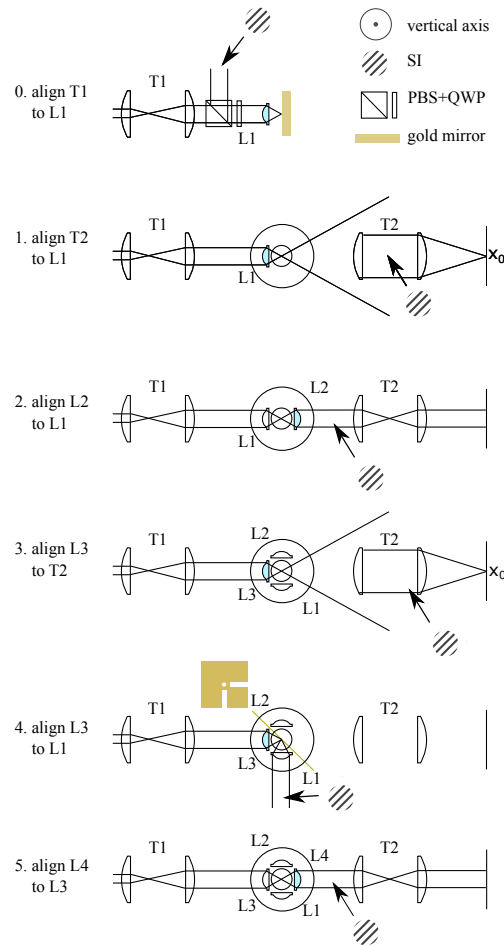 vertical axis
SI
PBS+QWP
gold mirror
0. align T1
to L1
T1
L1
1. align T2
to L1
T1
T2
L1
x0
2. align L2
to L1
T1
L2
T2
L1
3. align L3
to T2
T1
L2
T2
L3
L1
x0
4. align L3
to L1
T1
L2
T2
L3
L1
5. align L4
to L3
T1
L2
L4
T2
L3
L1